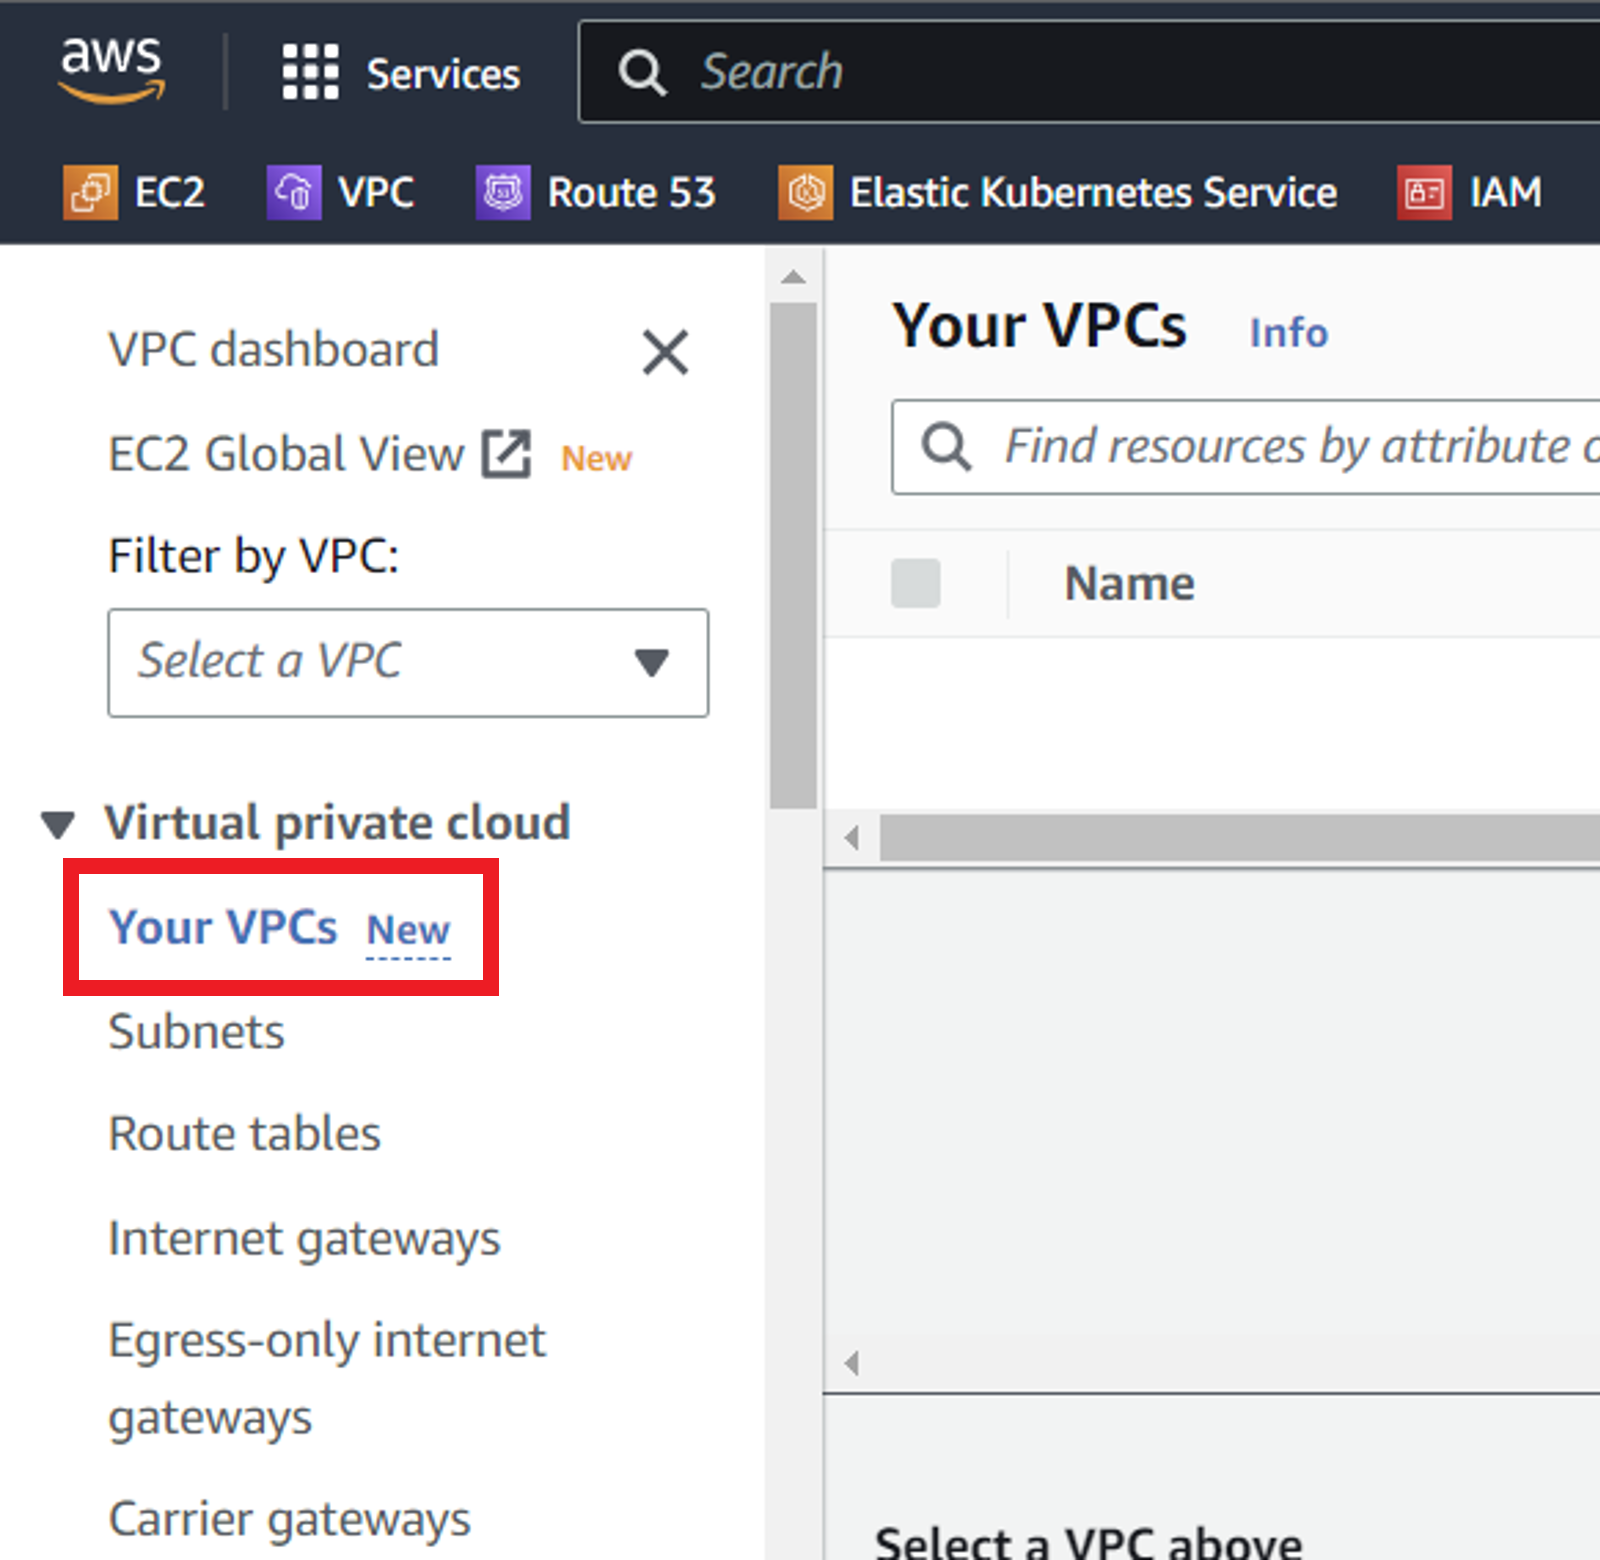 aws
Services
Search
EC2
VPC
Route 53
Elastic Kubernetes Service
IAM
VPC dashboard
EC2 Global View New
Filter by VPC:
Select a VPC
Virtual private cloud
Your VPCs New
Subnets
Route tables
Internet gateways
Egress-only internet
gateways
Carrier gateways
Your VPCs Info
Find resources by attribute
Name
Select a VPC above